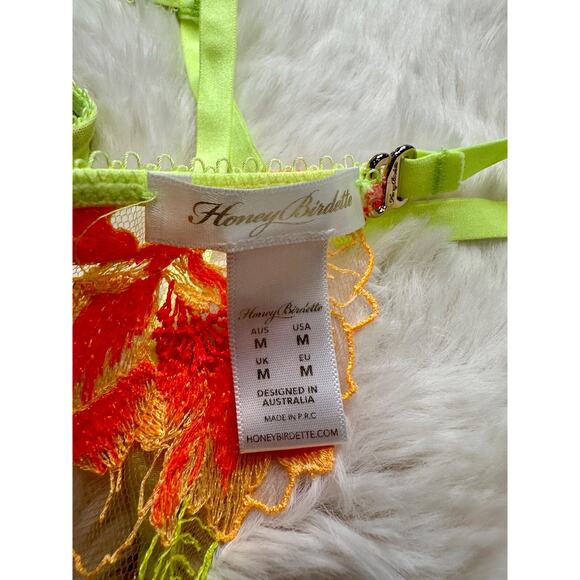 Honey Birdette
Honey Birdette
AUS USA
M M
UK EU
M M
DESIGNED IN
AUSTRALIA
MADE IN P.R.C
HONEYBIRDETTE.COM